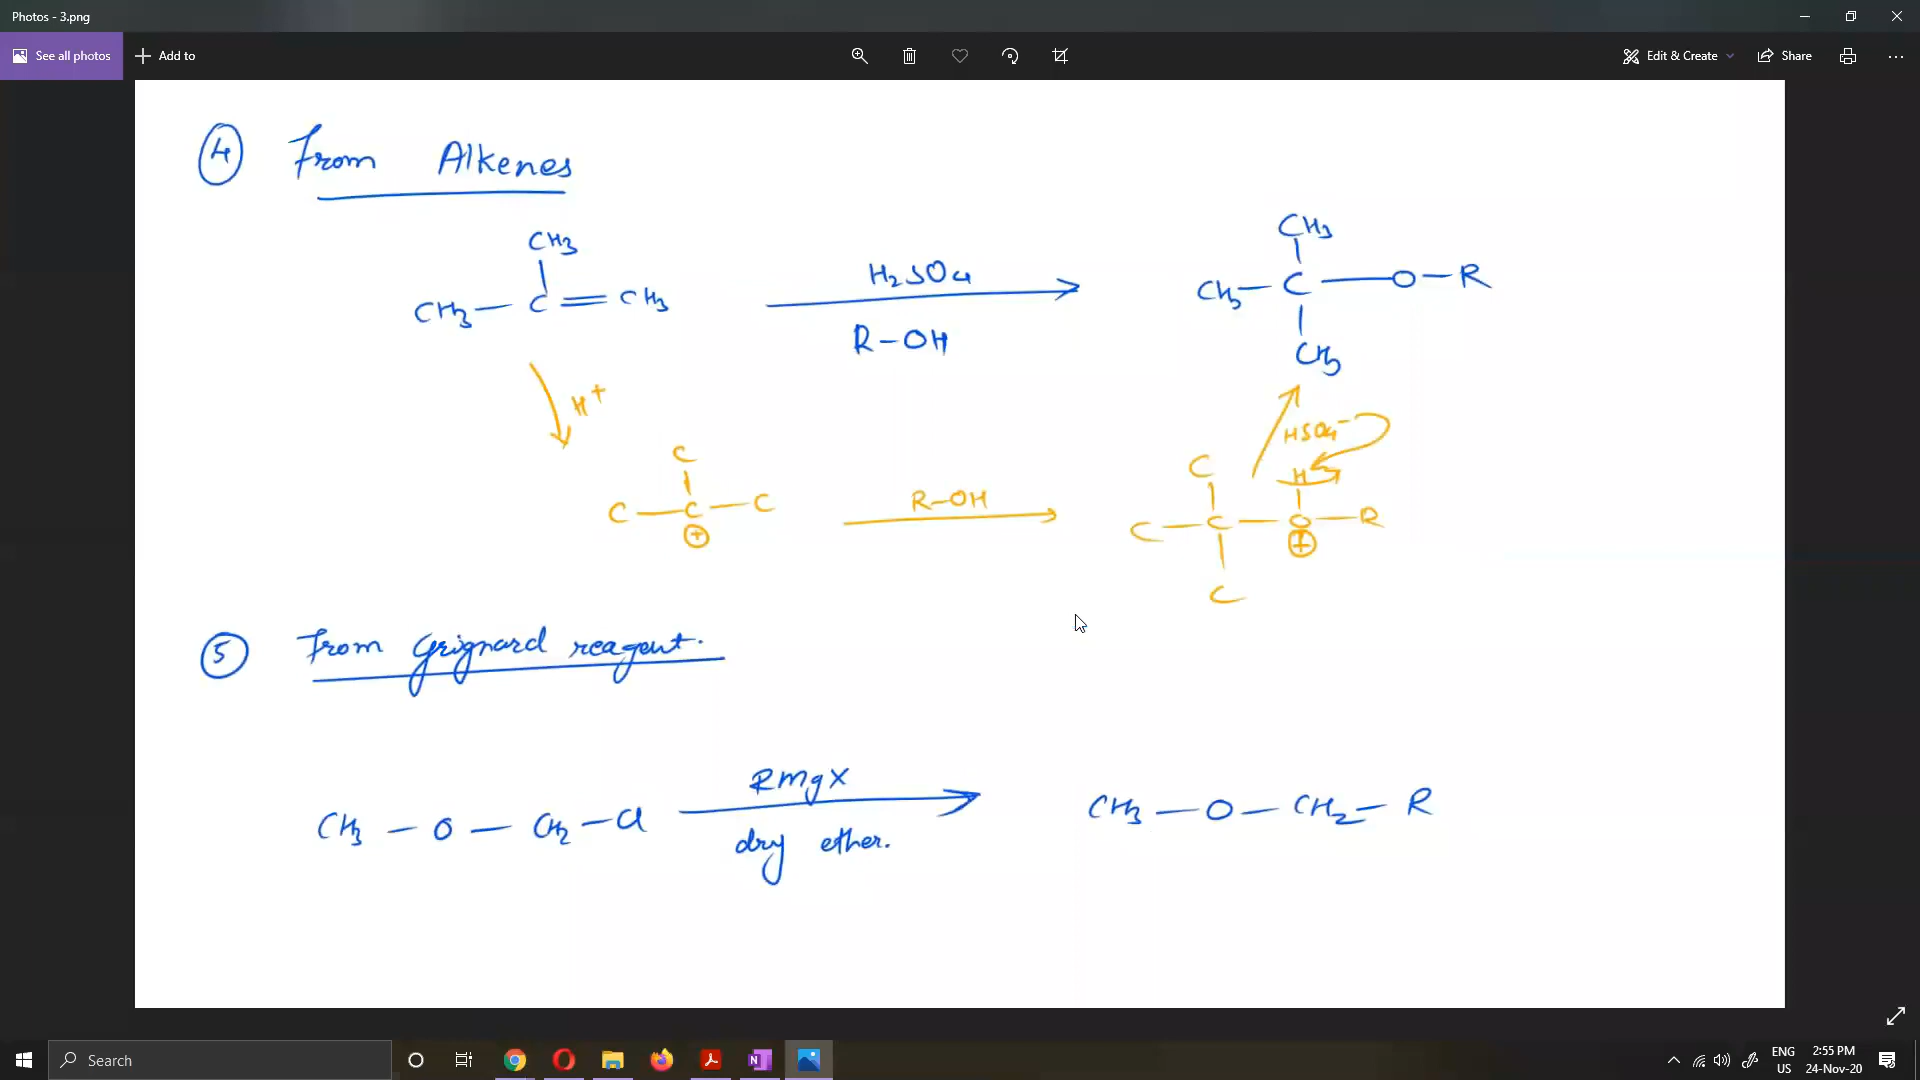 Photos - 3.png
See all photos
Add to
Edit & Create
Share
4 From Alkenes
CH3
CH3 — C = CH3
H2SO4
R – OH
CH3
CH3 – C — O – R
CH3
H+
C
C — C — C
+
R–OH
HSO4-
C H
C — C — O — R
+
C
5 From Grignard reagent.
CH3 — O — CH2 – Cl
RMgX
dry ether.
CH3 — O — CH2 – R
Search
ENG
US
2:55 PM
24-Nov-20